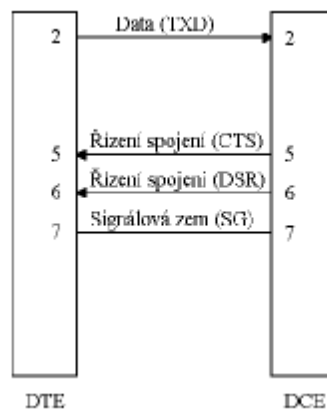 Data (TXD)
2 2
Řízení spojení (CTS)
5 5
Řízení spojení (DSR)
6 6
Signálová zem (SG)
7 7
DTE DCE